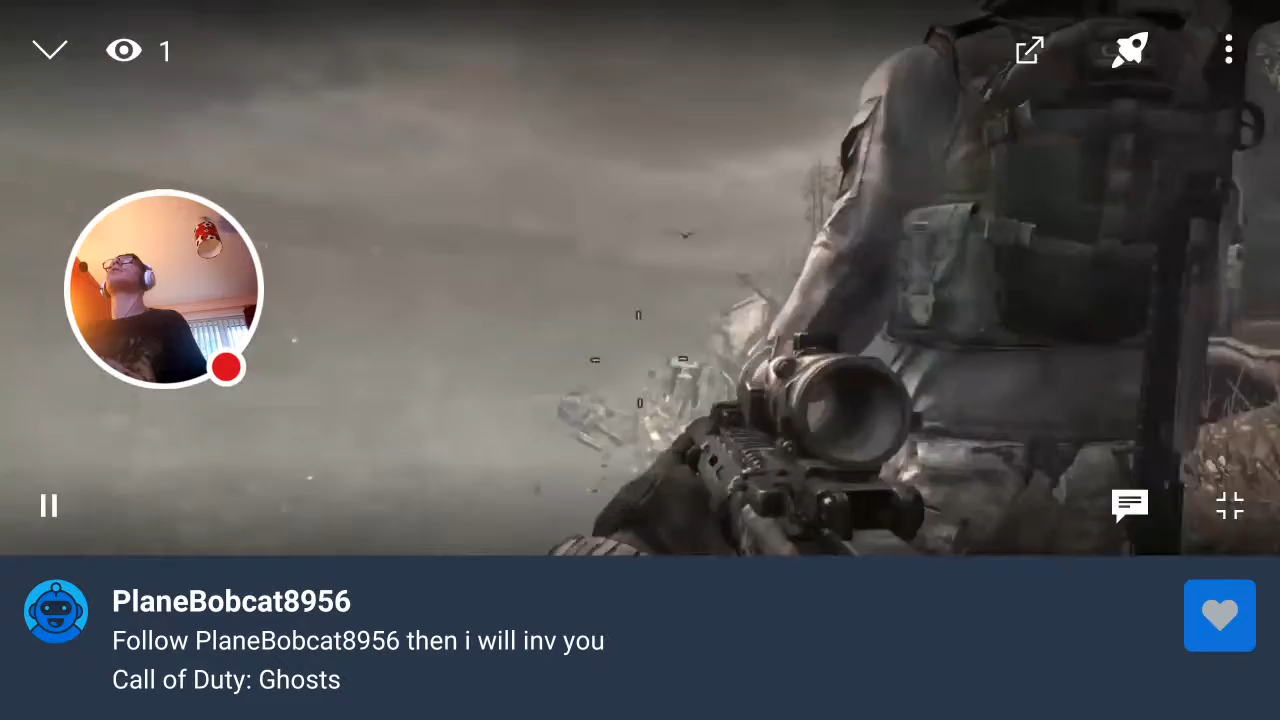 1
PlaneBobcat8956
Follow PlaneBobcat8956 then i will inv you
Call of Duty: Ghosts